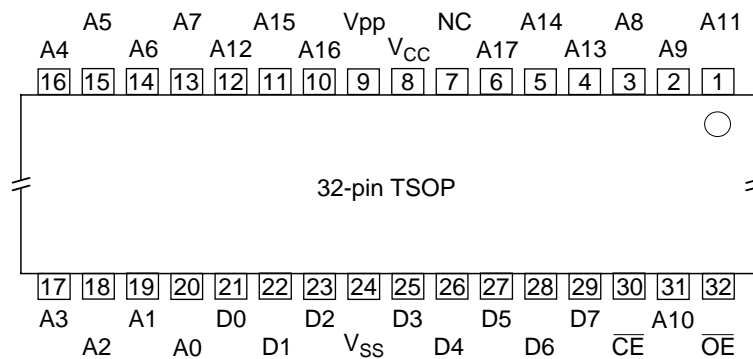 A5 A7 A15 Vpp NC A14 A8 A11
A4 A6 A12 A16 VCC A17 A13 A9
16 15 14 13 12 11 10 9 8 7 6 5 4 3 2 1
32-pin TSOP
17 18 19 20 21 22 23 24 25 26 27 28 29 30 31 32
A3 A1 D0 D2 D3 D5 D7 A10
A2 A0 D1 VSS D4 D6 CE OE